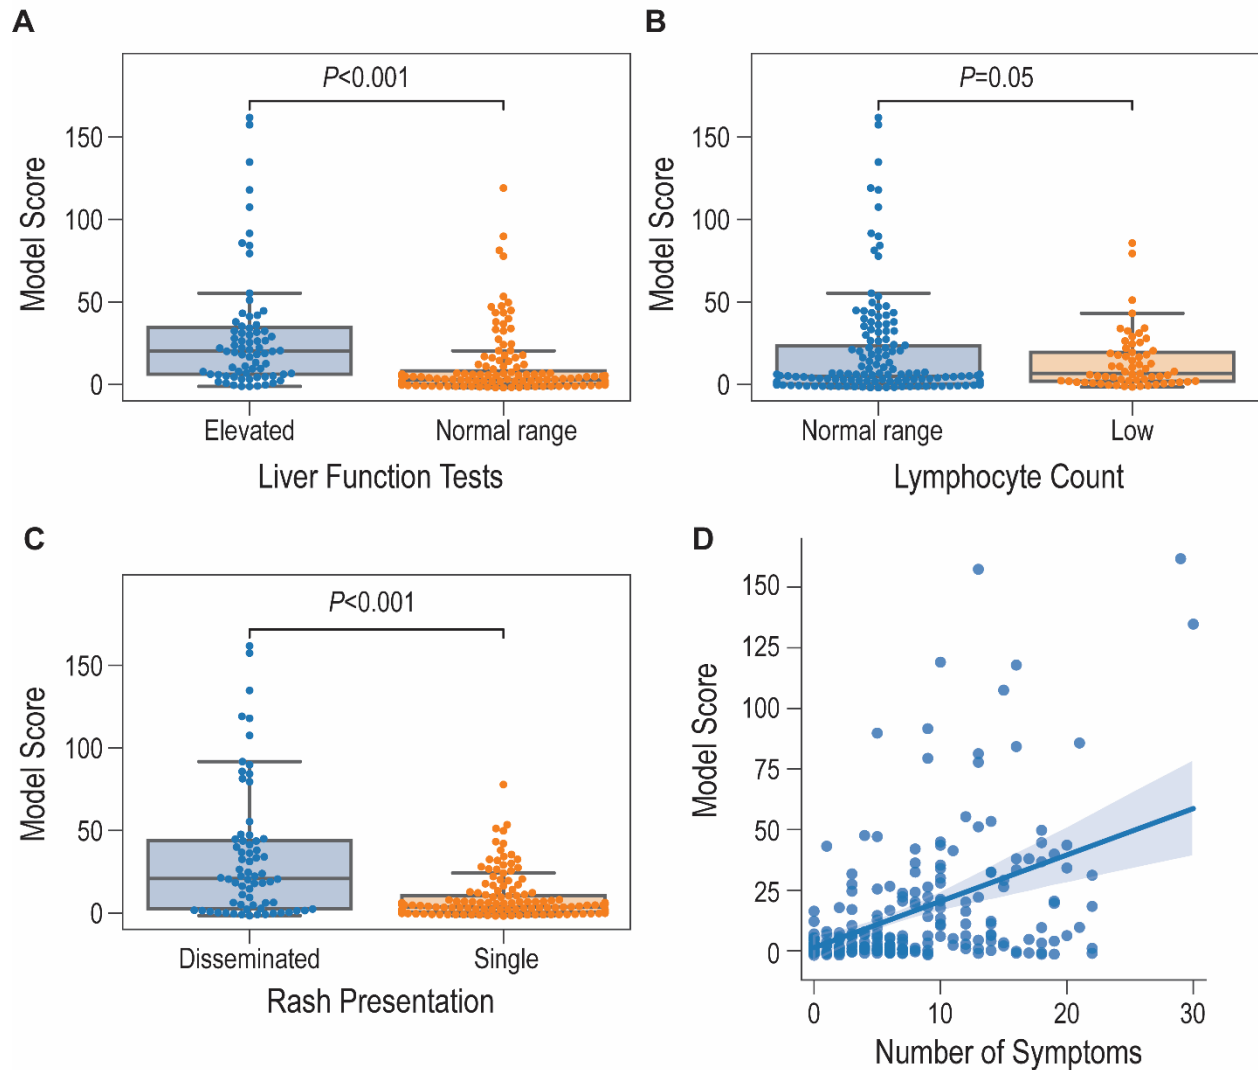 A
P<0.001
Model Score
150
100
50
0
Elevated
Normal range
Liver Function Tests
B
P=0.05
Model Score
150
100
50
0
Normal range
Low
Lymphocyte Count
C
P<0.001
Model Score
150
100
50
0
Disseminated
Single
Rash Presentation
D
Model Score
150
125
100
75
50
25
0
0
10
20
30
Number of Symptoms